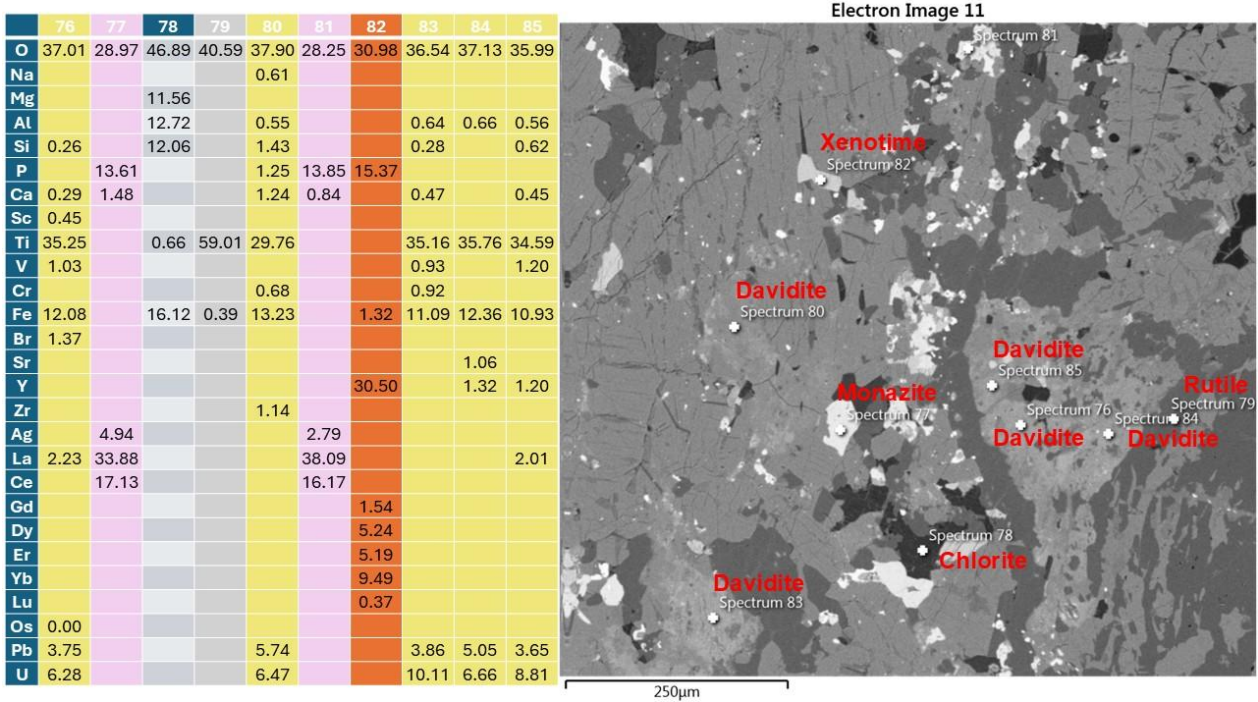 76 77 78 79 80 81 82 83 84 85
O 37.01 28.97 46.89 40.59 37.90 28.25 30.98 36.54 37.13 35.99
Na 0.61
Mg 11.56
Al 12.72 0.55 0.64 0.66 0.56
Si 0.26 12.06 1.43 0.28 0.62
P 13.61 1.25 13.85 15.37
Ca 0.29 1.48 1.24 0.84 0.47 0.45
Sc 0.45
Ti 35.25 0.66 59.01 29.76 35.16 35.76 34.59
V 1.03 0.93 1.20
Cr 0.68 0.92
Fe 12.08 16.12 0.39 13.23 1.32 11.09 12.36 10.93
Br 1.37
Sr 1.06
Y 30.50 1.32 1.20
Zr 1.14
Ag 4.94 2.79
La 2.23 33.88 38.09 2.01
Ce 17.13 16.17
Gd 1.54
Dy 5.24
Er 5.19
Yb 9.49
Lu 0.37
Os 0.00
Pb 3.75 5.74 3.86 5.05 3.65
U 6.28 6.47 10.11 6.66 8.81
Electron Image 11
Spectrum 81
Xenotime
Spectrum 82
Davidite
Spectrum 80
Davidite
Spectrum 85
Monazite
Spectrum 77
Rutile
Spectrum 79
Spectrum 76
Spectrum 84
Davidite
Davidite
Spectrum 78
Chlorite
Davidite
Spectrum 83
250µm